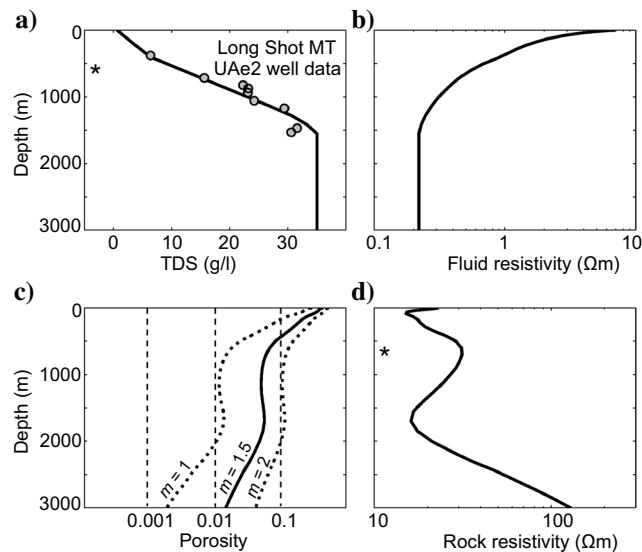 a)
b)
0
1000
2000
3000
Depth (m)
Long Shot MT
UAe2 well data
*
0
10
20
30
TDS (g/l)
0
1000
2000
3000
Depth (m)
0.1
1
10
Fluid resistivity (Ωm)
c)
d)
0
1000
2000
3000
Depth (m)
m = 1
m = 1.5
m = 2
0.001
0.01
0.1
Porosity
0
1000
2000
3000
Depth (m)
*
10
100
Rock resistivity (Ωm)